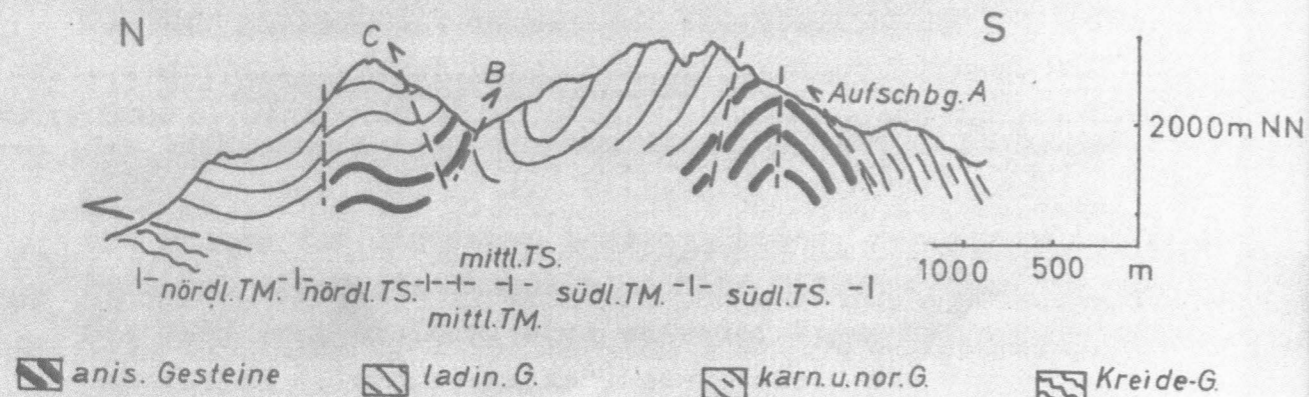 N
S
C
B
Aufschbg. A
2000m NN
1000 500 m
mittl.TS.
nördl.TM. nördl.TS. südl.TM. südl.TS.
mittl.TM.
anis. Gesteine ladin. G. karn.u.nor.G. Kreide-G.